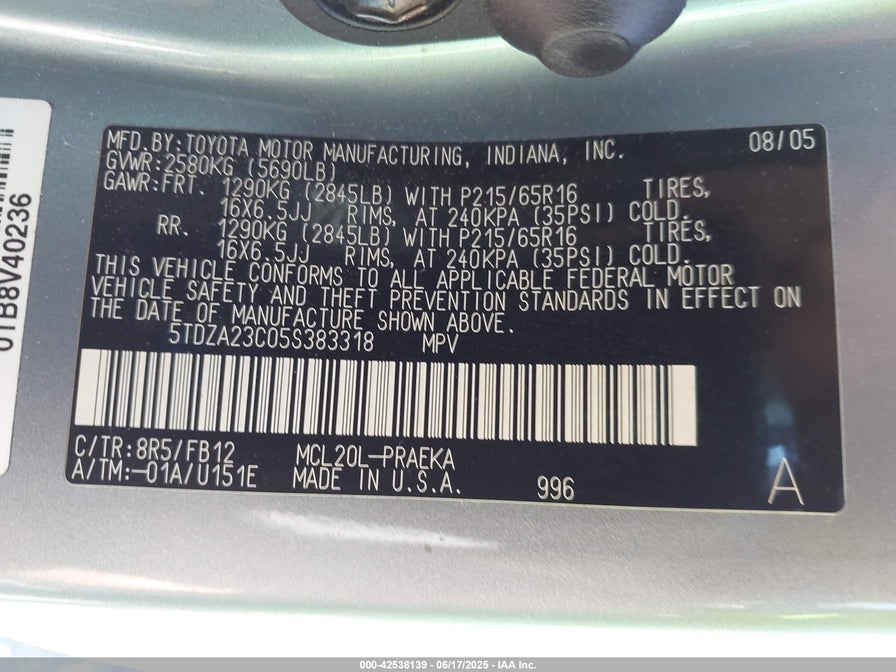 MFD.BY:TOYOTA MOTOR MANUFACTURING, INDIANA, INC. 08/05
GVWR:2580KG (5690LB)
GAWR:FRT. 1290KG (2845LB) WITH P215/65R16 TIRES,
16X6.5JJ RIMS, AT 240KPA (35PSI) COLD.
RR. 1290KG (2845LB) WITH P215/65R16 TIRES,
16X6.5JJ RIMS, AT 240KPA (35PSI) COLD.
THIS VEHICLE CONFORMS TO ALL APPLICABLE FEDERAL MOTOR
VEHICLE SAFETY AND THEFT PREVENTION STANDARDS IN EFFECT ON
THE DATE OF MANUFACTURE SHOWN ABOVE.
5TDZA23C05S383318 MPV
C/TR:8R5/FB12 MCL20L-PRAEKA
A/TM:-01A/U151E MADE IN U.S.A. 996 A
000-42538139 - 06/17/2025 - IAA Inc.